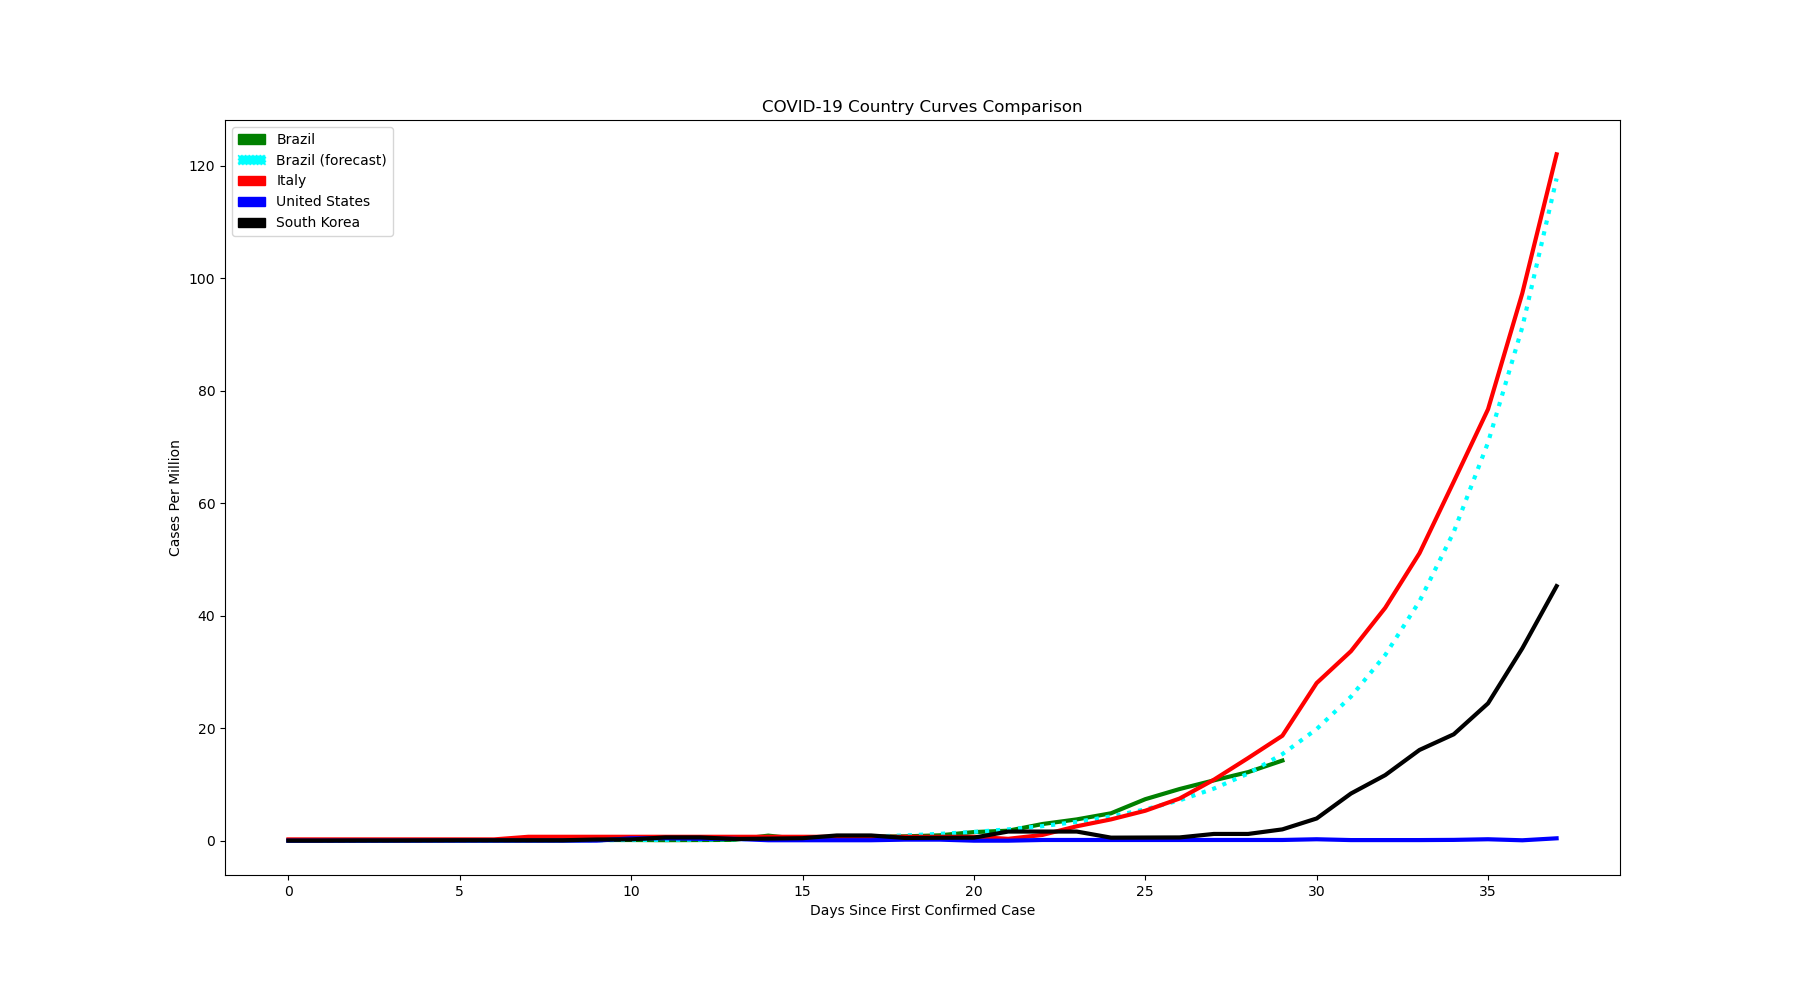 COVID-19 Country Curves Comparison
Brazil
Brazil (forecast)
Italy
United States
South Korea
120
100
80
60
40
20
0
Cases Per Million
0 5 10 15 20 25 30 35
Days Since First Confirmed Case